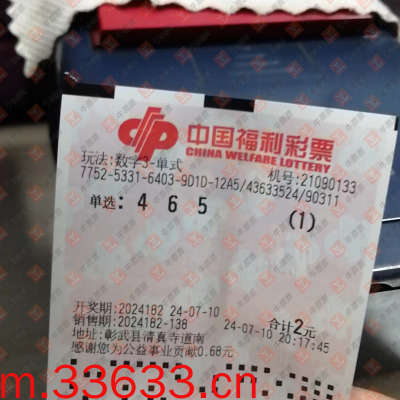 中国福利彩票
CHINA WELFARE LOTTERY
玩法:数字3-单式 机号:21090133
7752-5331-6403-9D1D-12A5/43633524/90311
单选: 4 6 5 (1)
开奖期:2024182 24-07-10 合计2元
销售期:2024182-138 24-07-10 20:17:45
地址:彰武县清真寺道南
感谢您为公益事业贡献0.68元
m.33633.cn